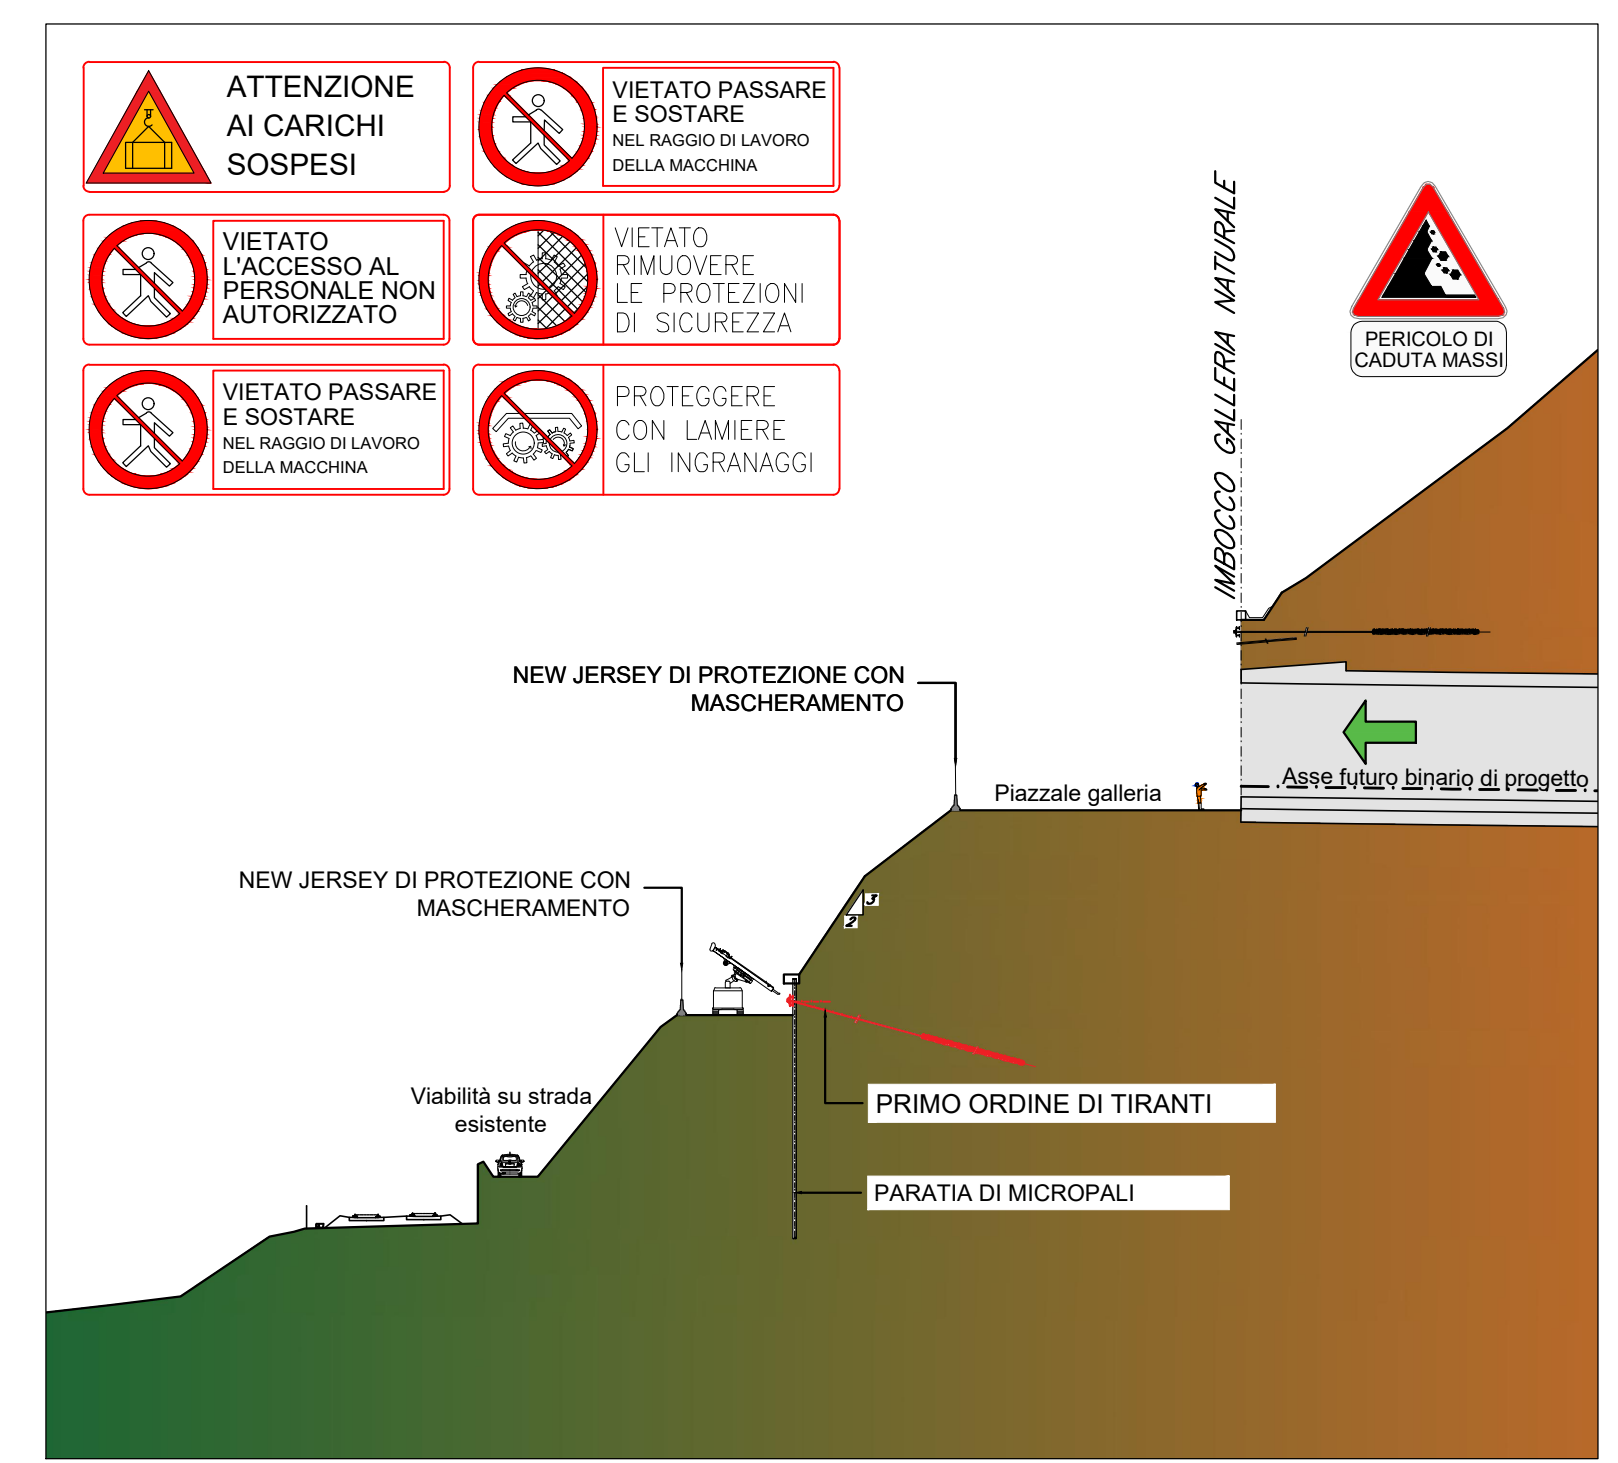 ATTENZIONE
AI CARICHI
SOSPESI
VIETATO PASSARE
E SOSTARE
NEL RAGGIO DI LAVORO
DELLA MACCHINA
VIETATO
L'ACCESSO AL
PERSONALE NON
AUTORIZZATO
VIETATO
RIMUOVERE
LE PROTEZIONI
DI SICUREZZA
VIETATO PASSARE
E SOSTARE
NEL RAGGIO DI LAVORO
DELLA MACCHINA
PROTEGGERE
CON LAMIERE
GLI INGRANAGGI
IMBOCCO GALLERIA NATURALE
PERICOLO DI
CADUTA MASSI
NEW JERSEY DI PROTEZIONE CON
MASCHERAMENTO
Asse futuro binario di progetto
Piazzale galleria
NEW JERSEY DI PROTEZIONE CON
MASCHERAMENTO
3
2
Viabilità su strada
esistente
PRIMO ORDINE DI TIRANTI
PARATIA DI MICROPALI